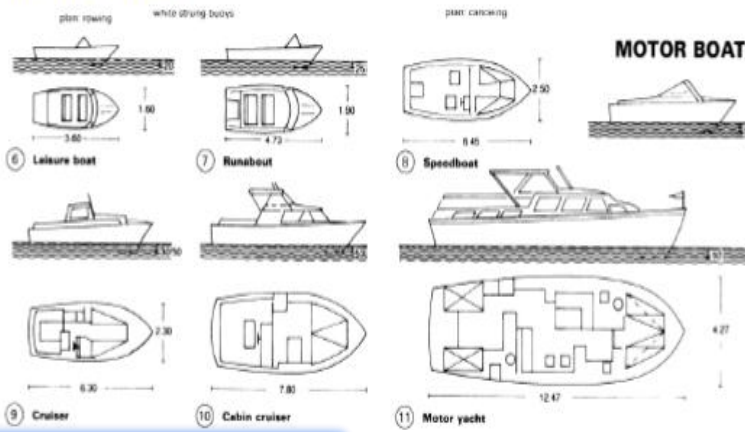 plan: rowing
white strung buoys
plan: canoeing
MOTOR BOAT
1.60
3.60
6 Leisure boat
1.90
4.73
7 Runabout
2.50
6.45
8 Speedboat
2.30
6.30
9 Cruiser
7.80
10 Cabin cruiser
4.27
12.47
11 Motor yacht